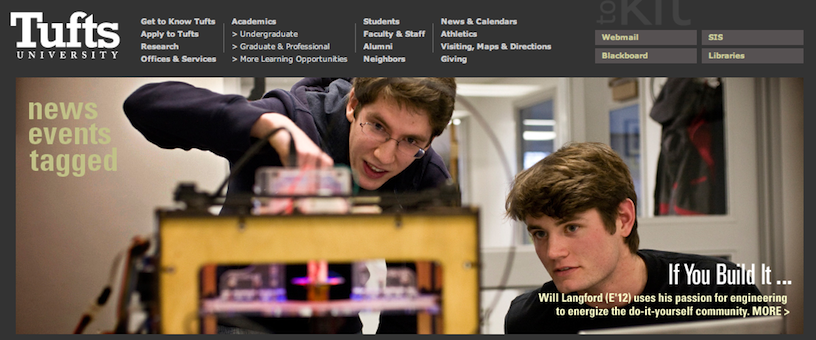 Tufts
UNIVERSITY
Get to Know Tufts
Apply to Tufts
Research
Offices & Services
Academics
> Undergraduate
> Graduate & Professional
> More Learning Opportunities
Students
Faculty & Staff
Alumni
Neighbors
News & Calendars
Athletics
Visiting, Maps & Directions
Giving
to
kit
Webmail
SIS
Blackboard
Libraries
news
events
tagged
If You Build It ...
Will Langford (E'12) uses his passion for engineering
to energize the do-it-yourself community. MORE >